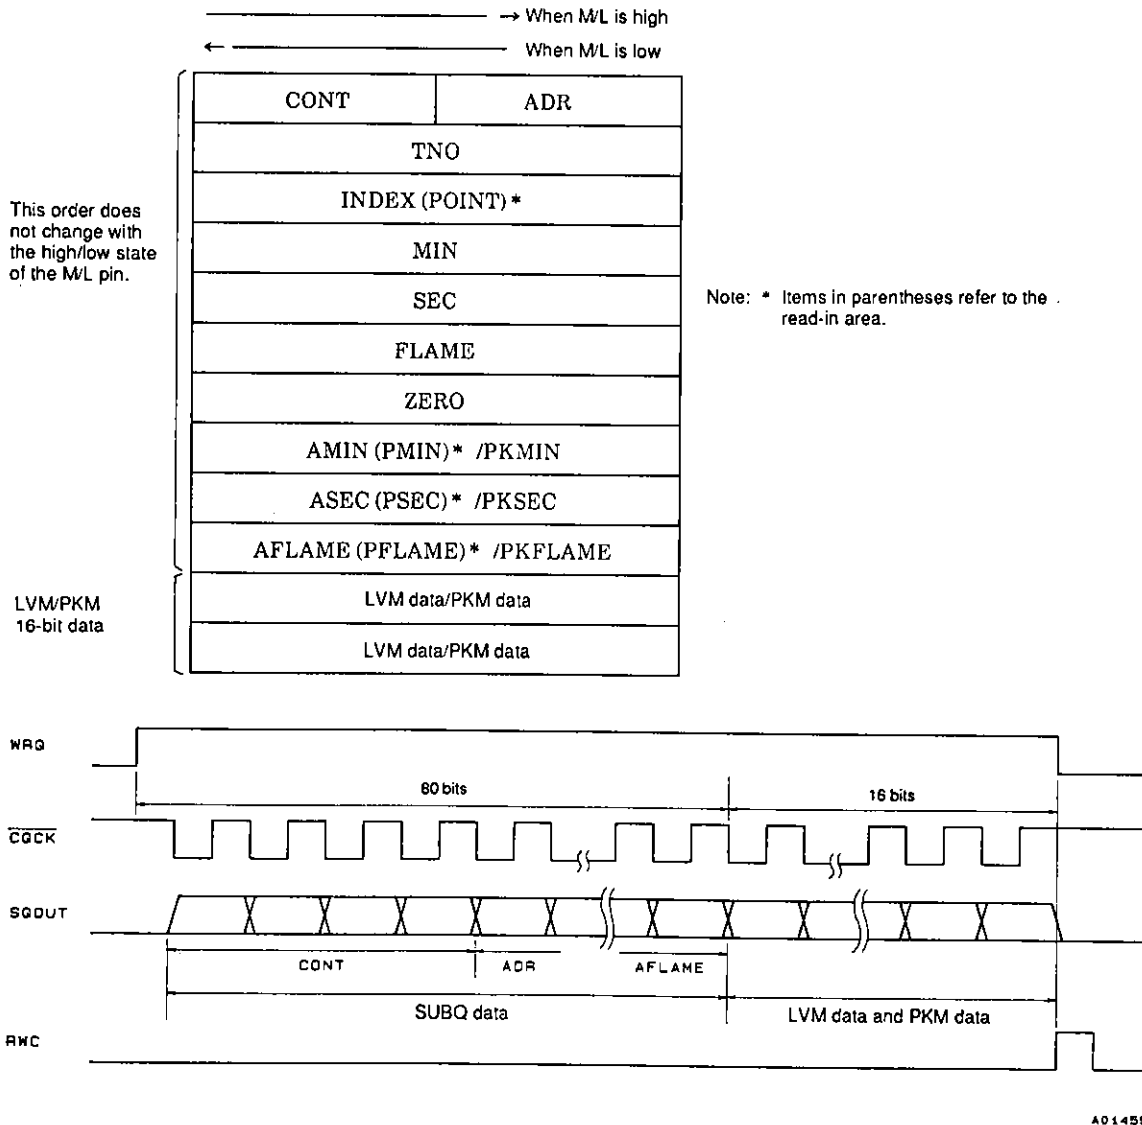 → When M/L is high
← When M/L is low
CONT
ADR
TNO
INDEX (POINT) *
MIN
SEC
FLAME
ZERO
AMIN (PMIN) * /PKMIN
ASEC (PSEC) * /PKSEC
AFLAME (PFLAME) * /PKFLAME
LVM data/PKM data
LVM data/PKM data
This order does
not change with
the high/low state
of the M/L pin.
LVM/PKM
16-bit data
Note: * Items in parentheses refer to the
read-in area.
WRQ
80 bits
16 bits
CQCK
SQOUT
CONT
ADR
AFLAME
SUBQ data
LVM data and PKM data
RWC